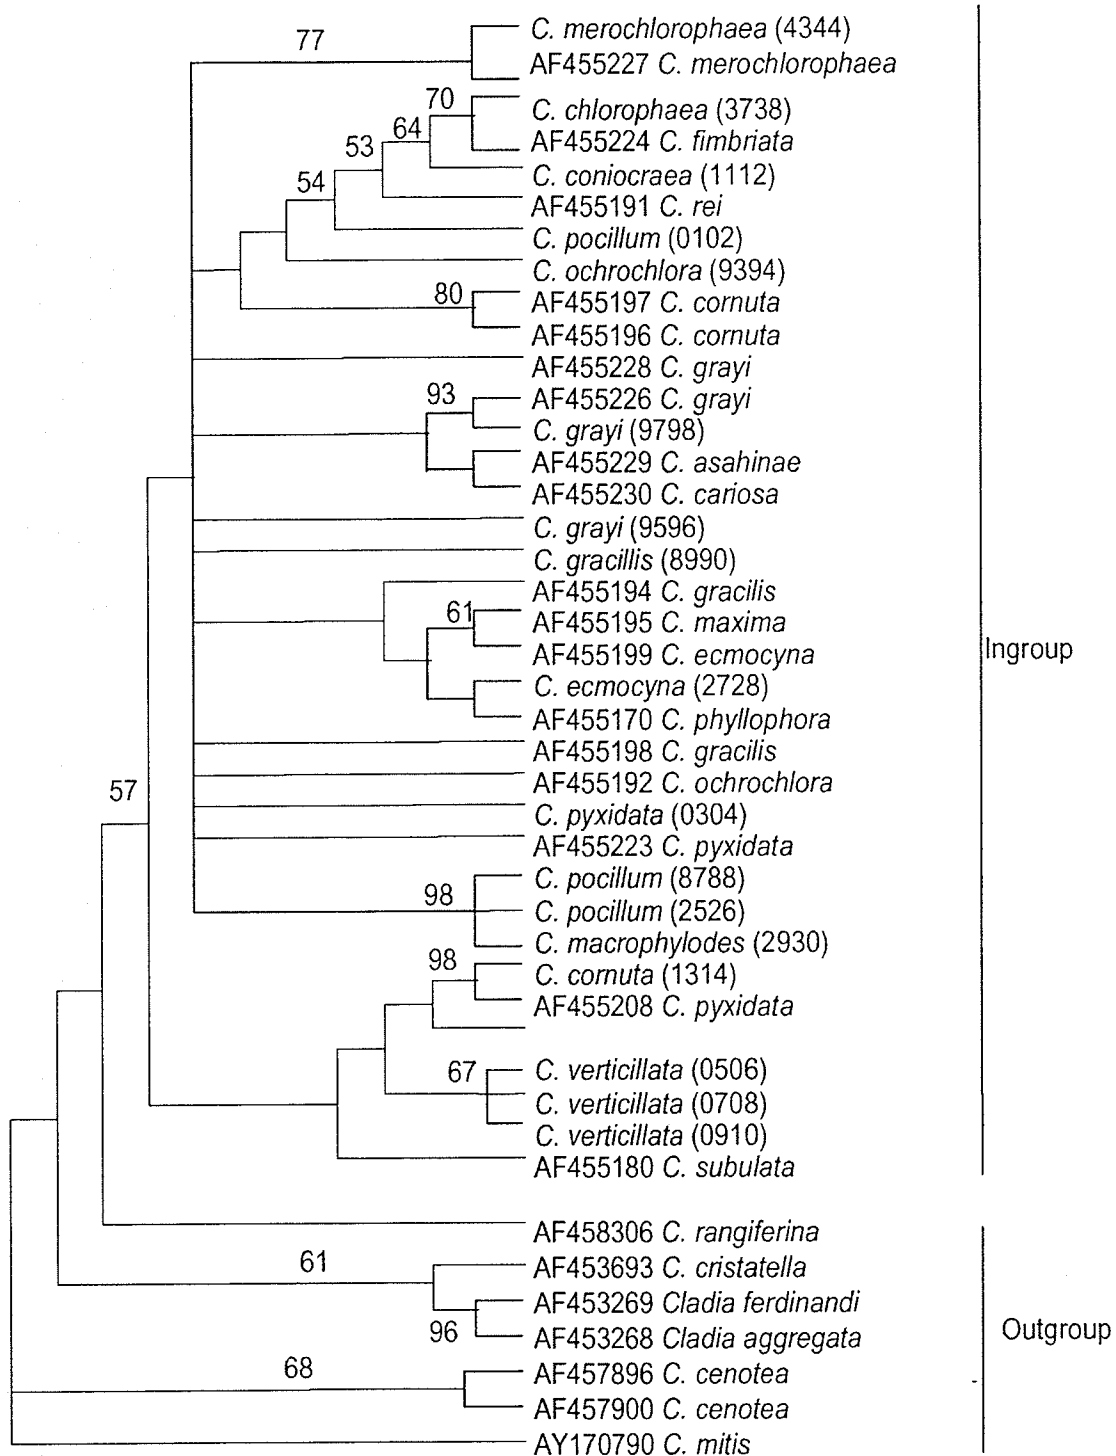 77
C. merochlorophaea (4344)
AF455227 C. merochlorophaea
70
C. chlorophaea (3738)
64
AF455224 C. fimbriata
53
C. coniocraea (1112)
54
AF455191 C. rei
C. pocillum (0102)
C. ochrochlora (9394)
80
AF455197 C. cornuta
AF455196 C. cornuta
AF455228 C. grayi
93
AF455226 C. grayi
C. grayi (9798)
AF455229 C. asahinae
AF455230 C. cariosa
C. grayi (9596)
C. gracillis (8990)
AF455194 C. gracilis
61
AF455195 C. maxima
AF455199 C. ecmocyna
Ingroup
C. ecmocyna (2728)
AF455170 C. phyllophora
AF455198 C. gracilis
57
AF455192 C. ochrochlora
C. pyxidata (0304)
AF455223 C. pyxidata
C. pocillum (8788)
98
C. pocillum (2526)
C. macrophylodes (2930)
98
C. cornuta (1314)
AF455208 C. pyxidata
67
C. verticillata (0506)
C. verticillata (0708)
C. verticillata (0910)
AF455180 C. subulata
AF458306 C. rangiferina
61
AF453693 C. cristatella
AF453269 Cladia ferdinandi
96
AF453268 Cladia aggregata
Outgroup
68
AF457896 C. cenotea
AF457900 C. cenotea
AY170790 C. mitis